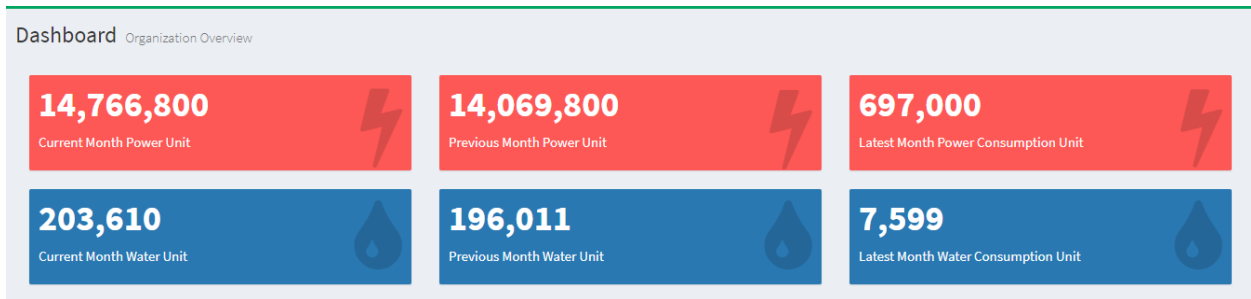 Dashboard Organization Overview
14,766,800
Current Month Power Unit
14,069,800
Previous Month Power Unit
697,000
Latest Month Power Consumption Unit
203,610
Current Month Water Unit
196,011
Previous Month Water Unit
7,599
Latest Month Water Consumption Unit